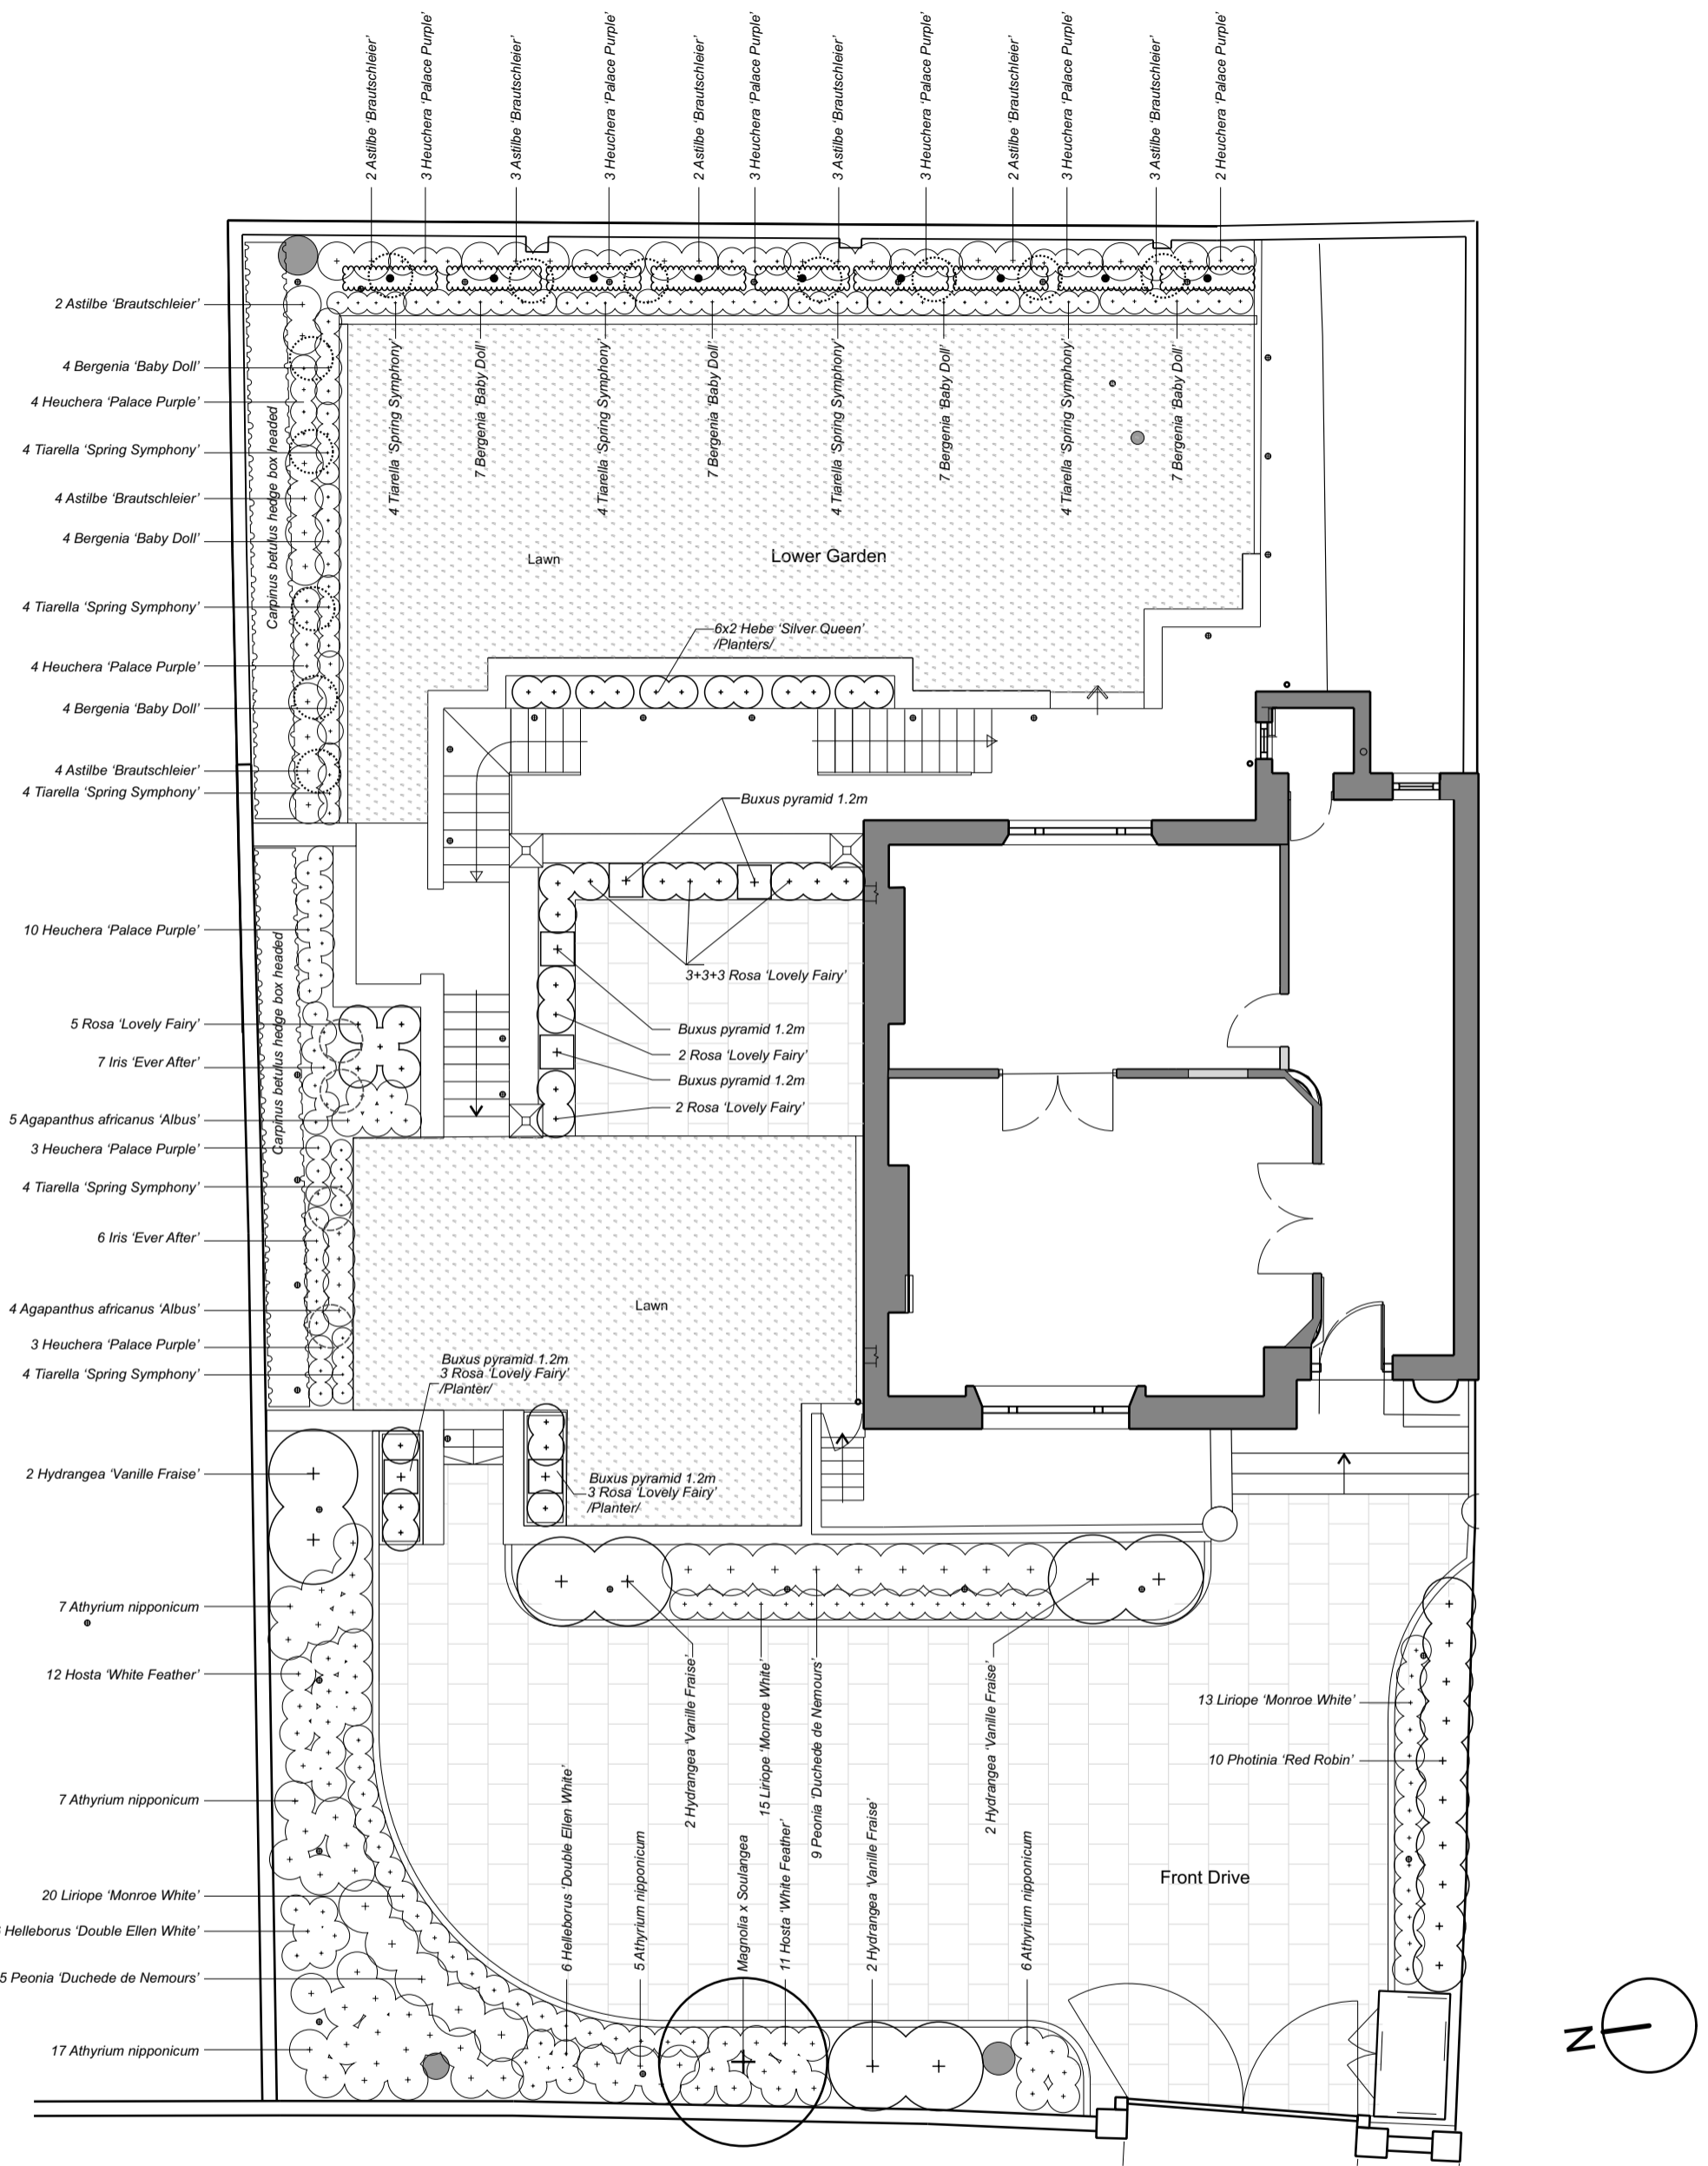 2 Astilbe ‘Brautschleier’
3 Heuchera ‘Palace Purple’
3 Astilbe ‘Brautschleier’
3 Heuchera ‘Palace Purple’
2 Astilbe ‘Brautschleier’
3 Heuchera ‘Palace Purple’
3 Astilbe ‘Brautschleier’
3 Heuchera ‘Palace Purple’
2 Astilbe ‘Brautschleier’
3 Heuchera ‘Palace Purple’
3 Astilbe ‘Brautschleier’
2 Heuchera ‘Palace Purple’
2 Astilbe ‘Brautschleier’
4 Bergenia ‘Baby Doll’
4 Heuchera ‘Palace Purple’
4 Tiarella ‘Spring Symphony’
4 Astilbe ‘Brautschleier’
4 Bergenia ‘Baby Doll’
4 Tiarella ‘Spring Symphony’
4 Heuchera ‘Palace Purple’
4 Bergenia ‘Baby Doll’
4 Astilbe ‘Brautschleier’
4 Tiarella ‘Spring Symphony’
Carpinus betulus hedge box headed
4 Tiarella ‘Spring Symphony’
7 Bergenia ‘Baby Doll’
4 Tiarella ‘Spring Symphony’
7 Bergenia ‘Baby Doll’
4 Tiarella ‘Spring Symphony’
7 Bergenia ‘Baby Doll’
4 Tiarella ‘Spring Symphony’
7 Bergenia ‘Baby Doll’
Lawn
Lower Garden
6x2 Hebe ‘Silver Queen’
/Planters/
Buxus pyramid 1.2m
3+3+3 Rosa ‘Lovely Fairy’
Buxus pyramid 1.2m
2 Rosa ‘Lovely Fairy’
Buxus pyramid 1.2m
2 Rosa ‘Lovely Fairy’
10 Heuchera ‘Palace Purple’
5 Rosa ‘Lovely Fairy’
7 Iris ‘Ever After’
5 Agapanthus africanus ‘Albus’
3 Heuchera ‘Palace Purple’
4 Tiarella ‘Spring Symphony’
6 Iris ‘Ever After’
4 Agapanthus africanus ‘Albus’
3 Heuchera ‘Palace Purple’
4 Tiarella ‘Spring Symphony’
Carpinus betulus hedge box headed
Lawn
Buxus pyramid 1.2m
3 Rosa ‘Lovely Fairy’
/Planter/
Buxus pyramid 1.2m
3 Rosa ‘Lovely Fairy’
/Planter/
2 Hydrangea ‘Vanille Fraise’
7 Athyrium nipponicum
12 Hosta ‘White Feather’
7 Athyrium nipponicum
20 Liriope ‘Monroe White’
Helleborus ‘Double Ellen White’
5 Peonia ‘Duchede de Nemours’
17 Athyrium nipponicum
6 Helleborus ‘Double Ellen White’
5 Athyrium nipponicum
2 Hydrangea ‘Vanille Fraise’
Magnolia x Soulangea
15 Liriope ‘Monroe White’
11 Hosta ‘White Feather’
9 Peonia ‘Duchede de Nemours’
2 Hydrangea ‘Vanille Fraise’
2 Hydrangea ‘Vanille Fraise’
6 Athyrium nipponicum
13 Liriope ‘Monroe White’
10 Photinia ‘Red Robin’
Front Drive
N